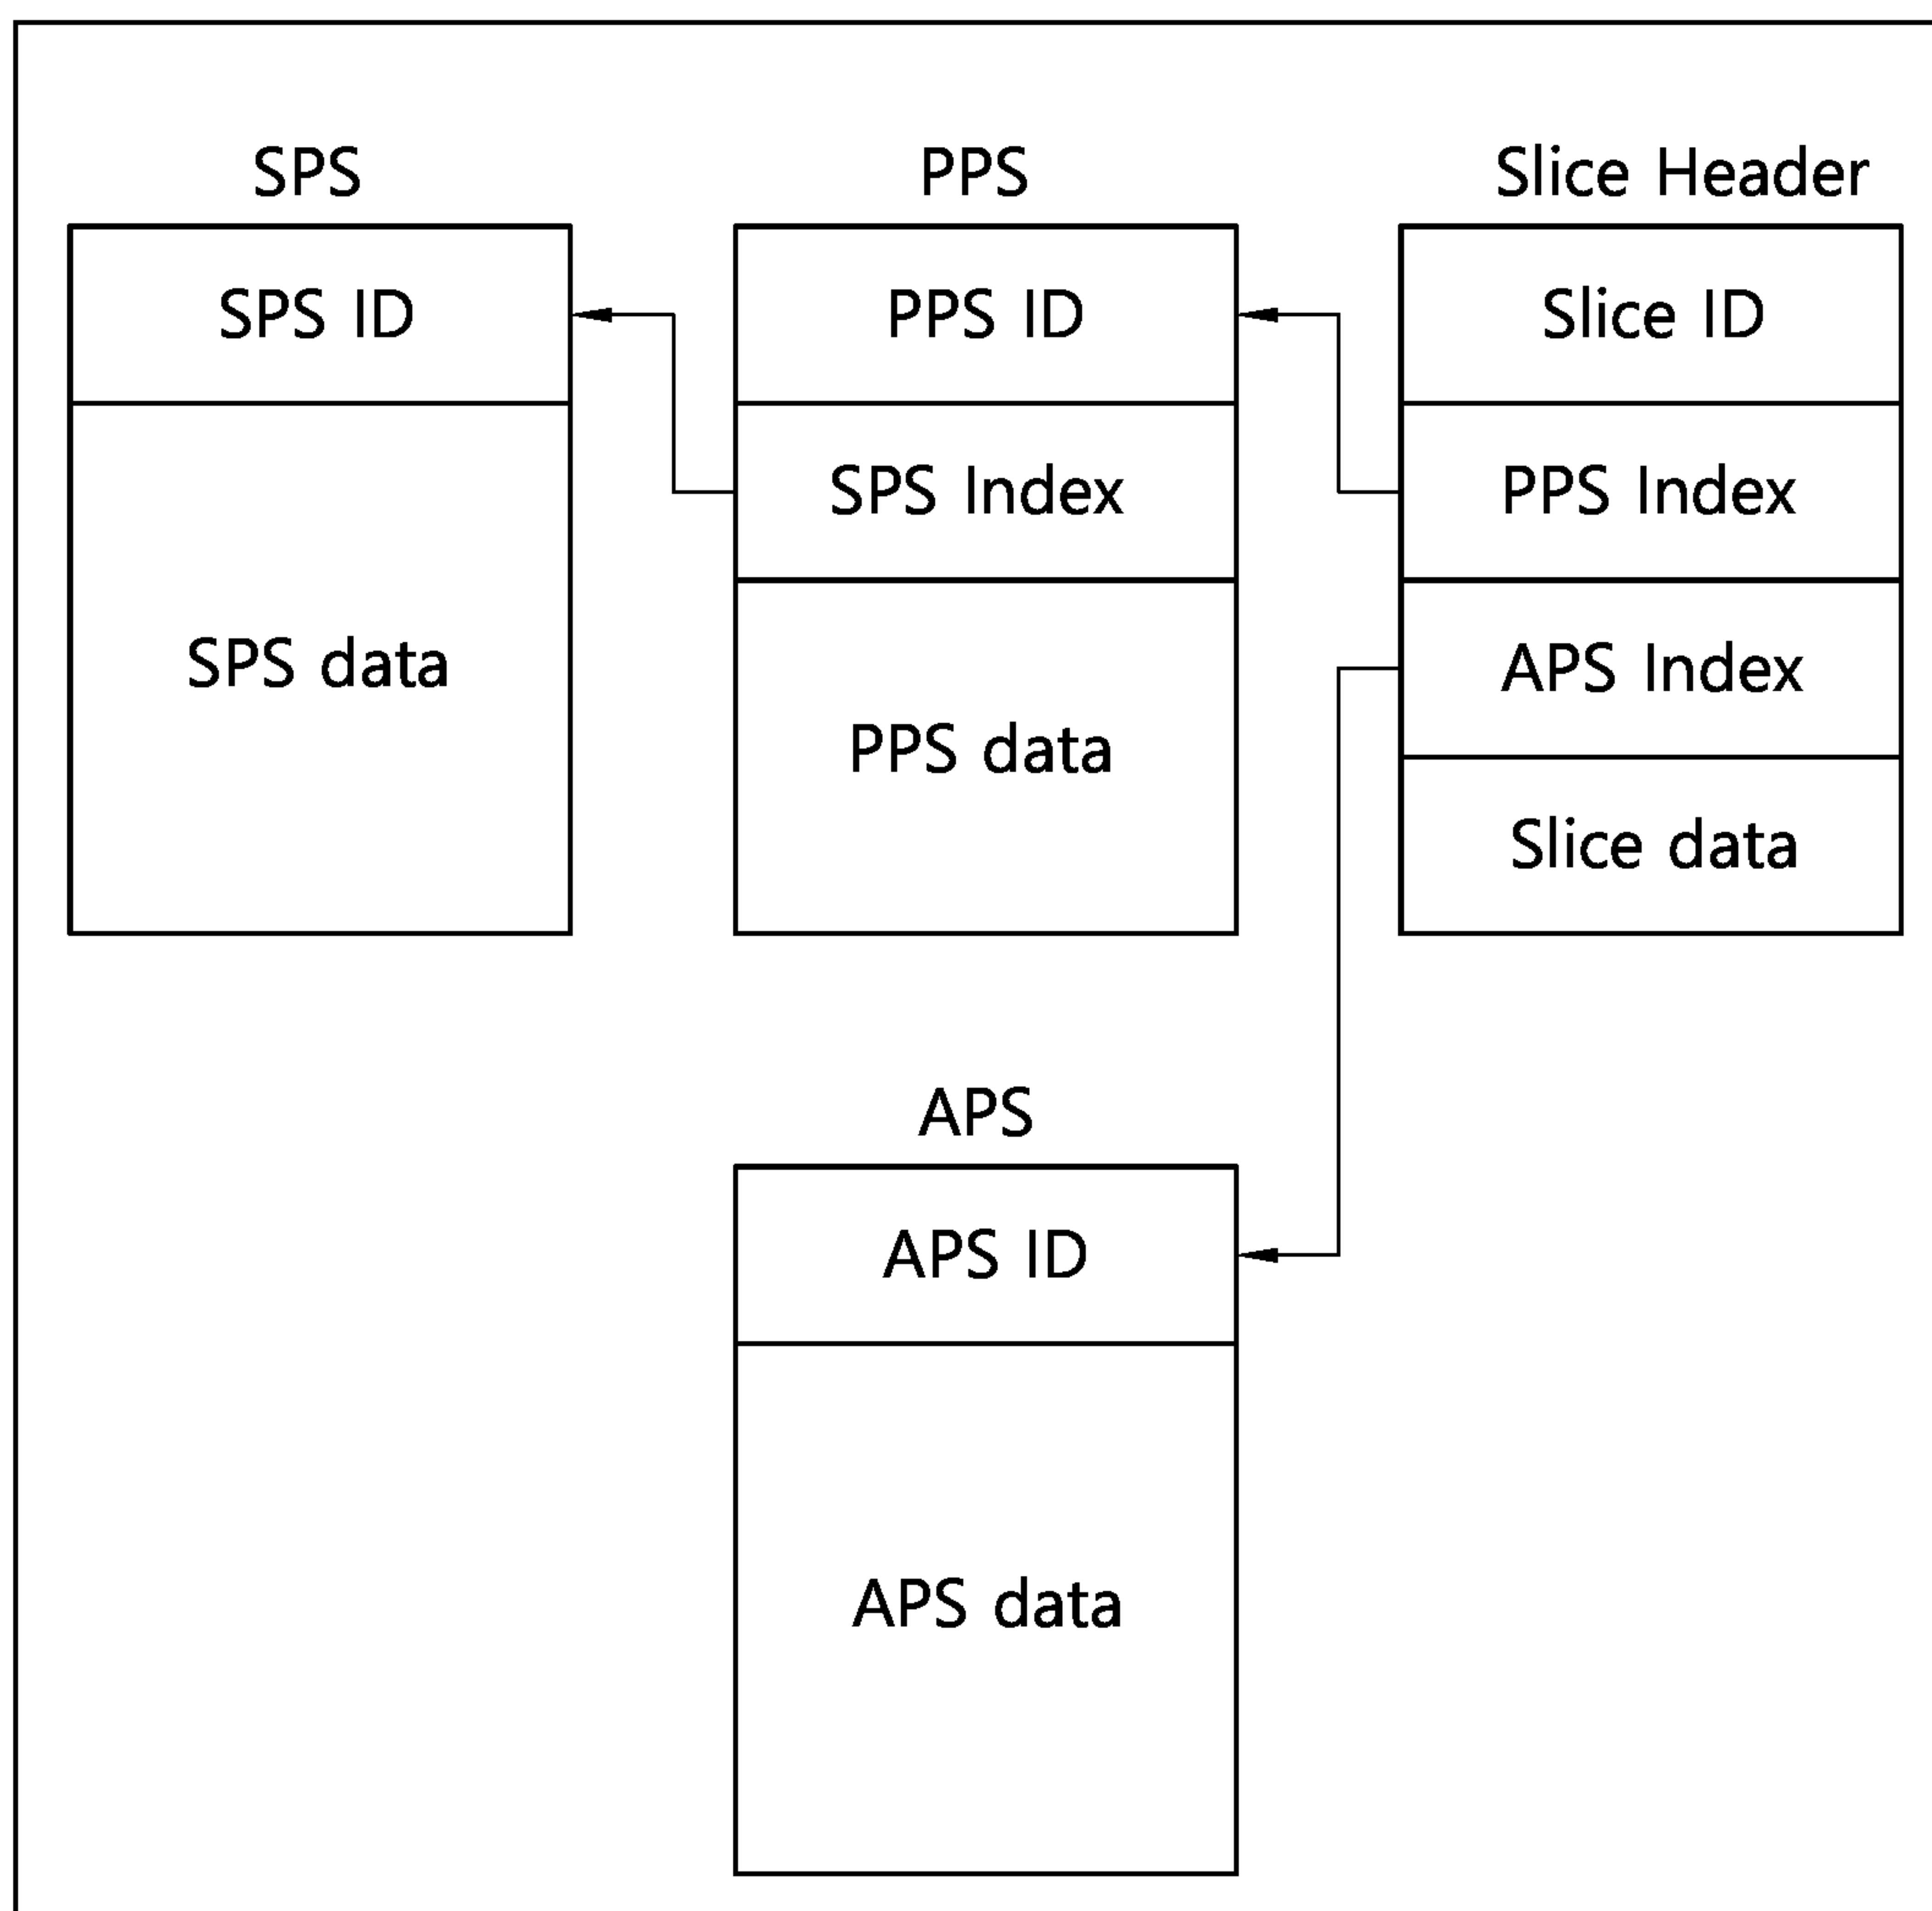 SPS
SPS ID
SPS data
PPS
PPS ID
SPS Index
PPS data
Slice Header
Slice ID
PPS Index
APS Index
Slice data
APS
APS ID
APS data